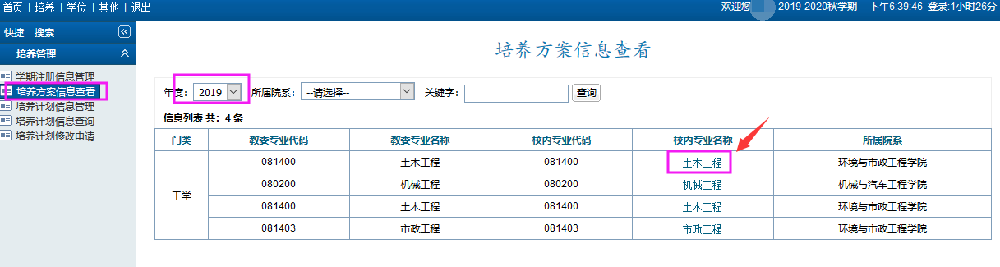 首页 | 培养 | 学位 | 其他 | 退出
欢迎您 2019-2020秋学期 下午6:39:46 登录:1小时26分
快捷 搜索
培养管理
学期注册信息管理
培养方案信息查看
培养计划信息管理
培养计划信息查询
培养计划修改申请
培养方案信息查看
年度： 2019 所属院系： --请选择-- 关键字： 查询
信息列表 共：4 条
门类 教委专业代码 教委专业名称 校内专业代码 校内专业名称 所属院系
工学
081400 土木工程 081400 土木工程 环境与市政工程学院
080200 机械工程 080200 机械工程 机械与汽车工程学院
081400 土木工程 081400 土木工程 环境与市政工程学院
081403 市政工程 081403 市政工程 环境与市政工程学院